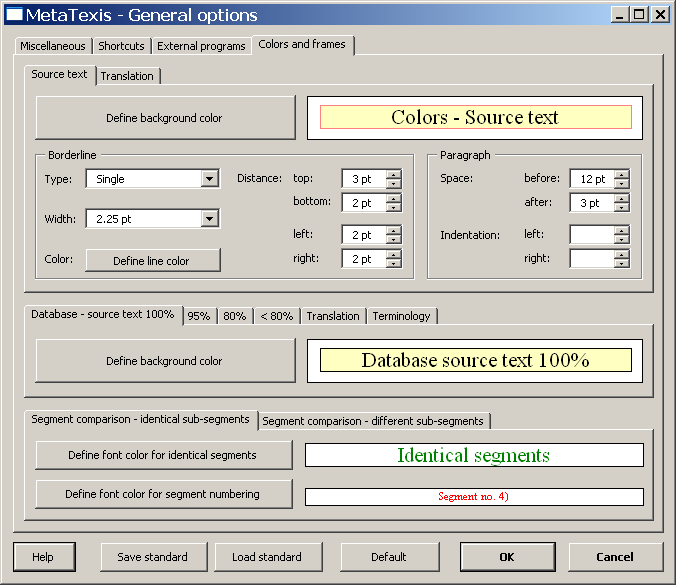 MetaTexis - General options
Miscellaneous Shortcuts External programs Colors and frames
Source text Translation
Define background color Colors - Source text
Borderline Paragraph
Type: Single Distance: top: 3 pt Space: before: 12 pt
bottom: 2 pt after: 3 pt
Width: 2.25 pt left: 2 pt Indentation: left:
Color: Define line color right: 2 pt right:
Database - source text 100% 95% 80% < 80% Translation Terminology
Define background color Database source text 100%
Segment comparison - identical sub-segments Segment comparison - different sub-segments
Define font color for identical segments Identical segments
Define font color for segment numbering Segment no. 4)
Help Save standard Load standard Default OK Cancel